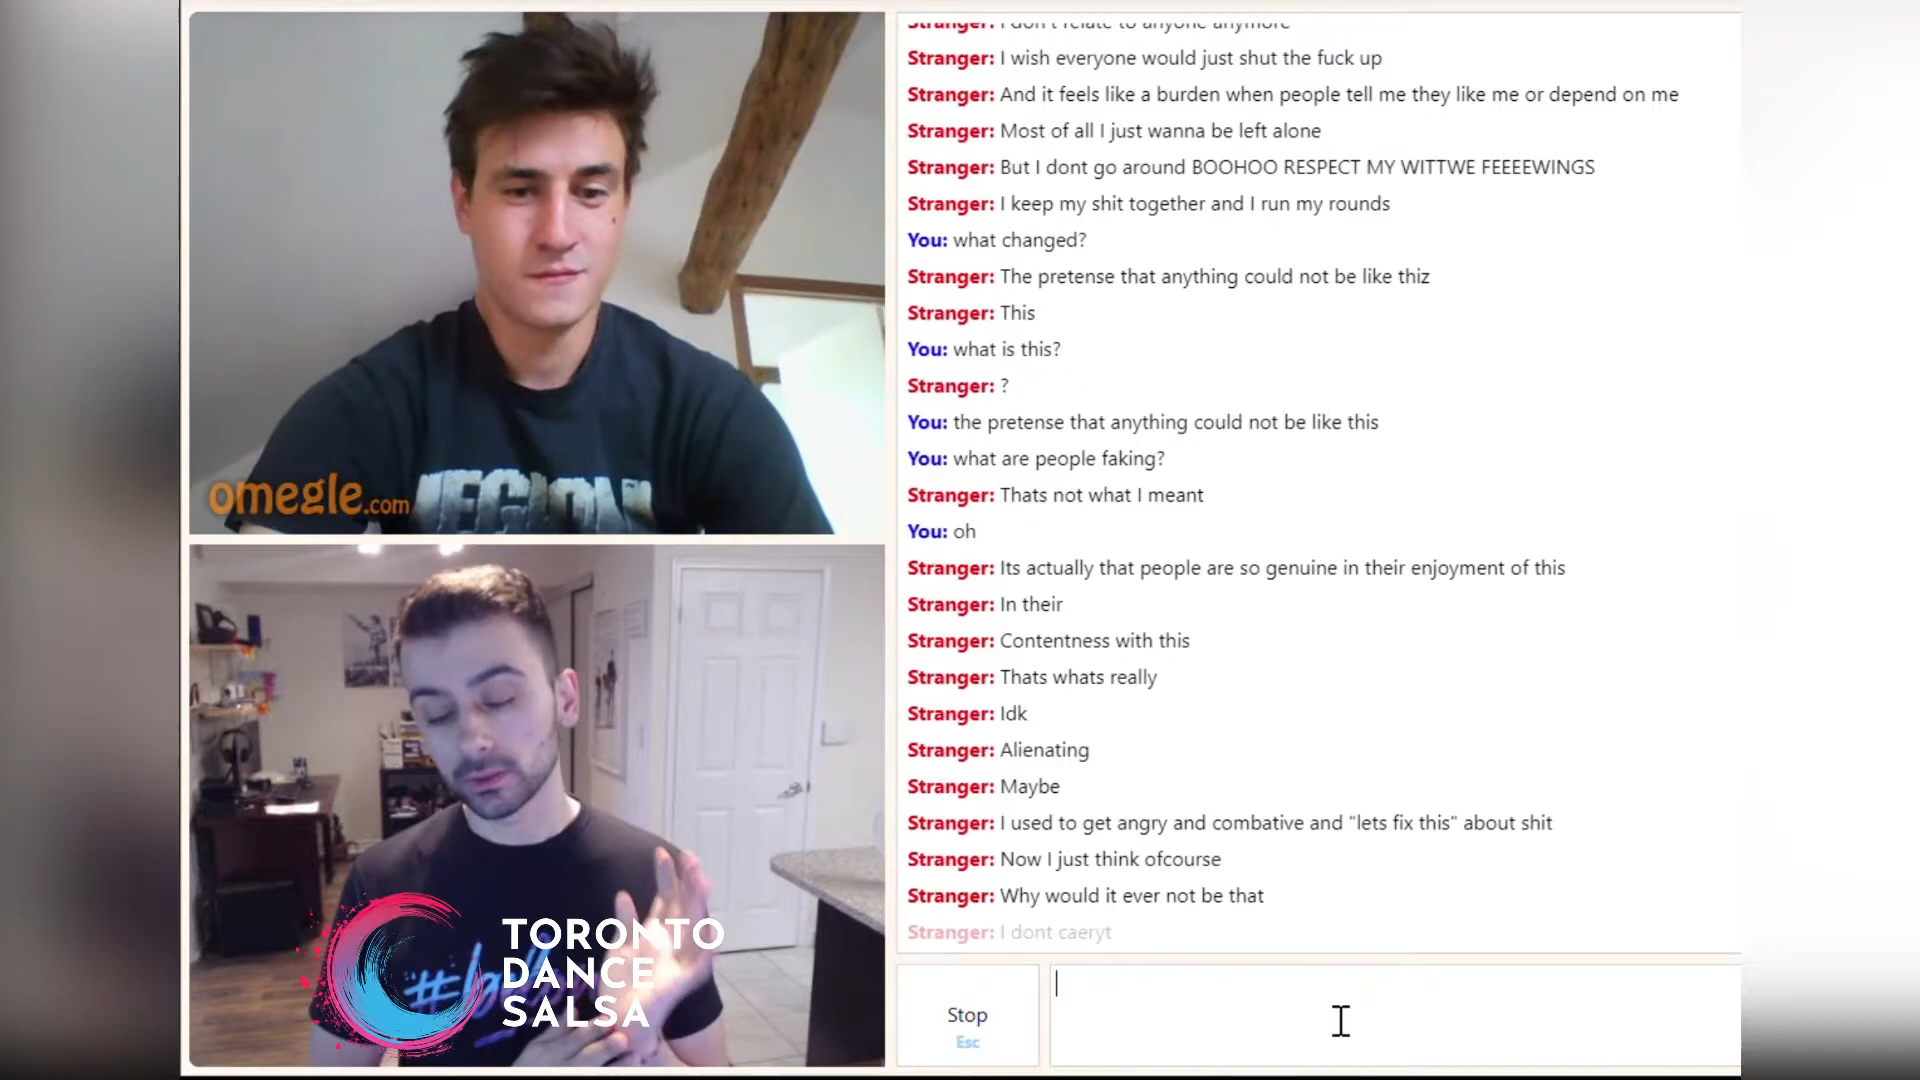 Stranger: I don't relate to anyone anymore
Stranger: I wish everyone would just shut the fuck up
Stranger: And it feels like a burden when people tell me they like me or depend on me
Stranger: Most of all I just wanna be left alone
Stranger: But I dont go around BOOHOO RESPECT MY WITTWE FEEEEWINGS
Stranger: I keep my shit together and I run my rounds
You: what changed?
Stranger: The pretense that anything could not be like thiz
Stranger: This
You: what is this?
Stranger: ?
You: the pretense that anything could not be like this
You: what are people faking?
Stranger: Thats not what I meant
You: oh
Stranger: Its actually that people are so genuine in their enjoyment of this
Stranger: In their
Stranger: Contentness with this
Stranger: Thats whats really
Stranger: Idk
Stranger: Alienating
Stranger: Maybe
Stranger: I used to get angry and combative and "lets fix this" about shit
Stranger: Now I just think ofcourse
Stranger: Why would it ever not be that
Stranger: I dont caeryt
Stop
Esc
omegle.com
LEGION
TORONTO
DANCE
SALSA